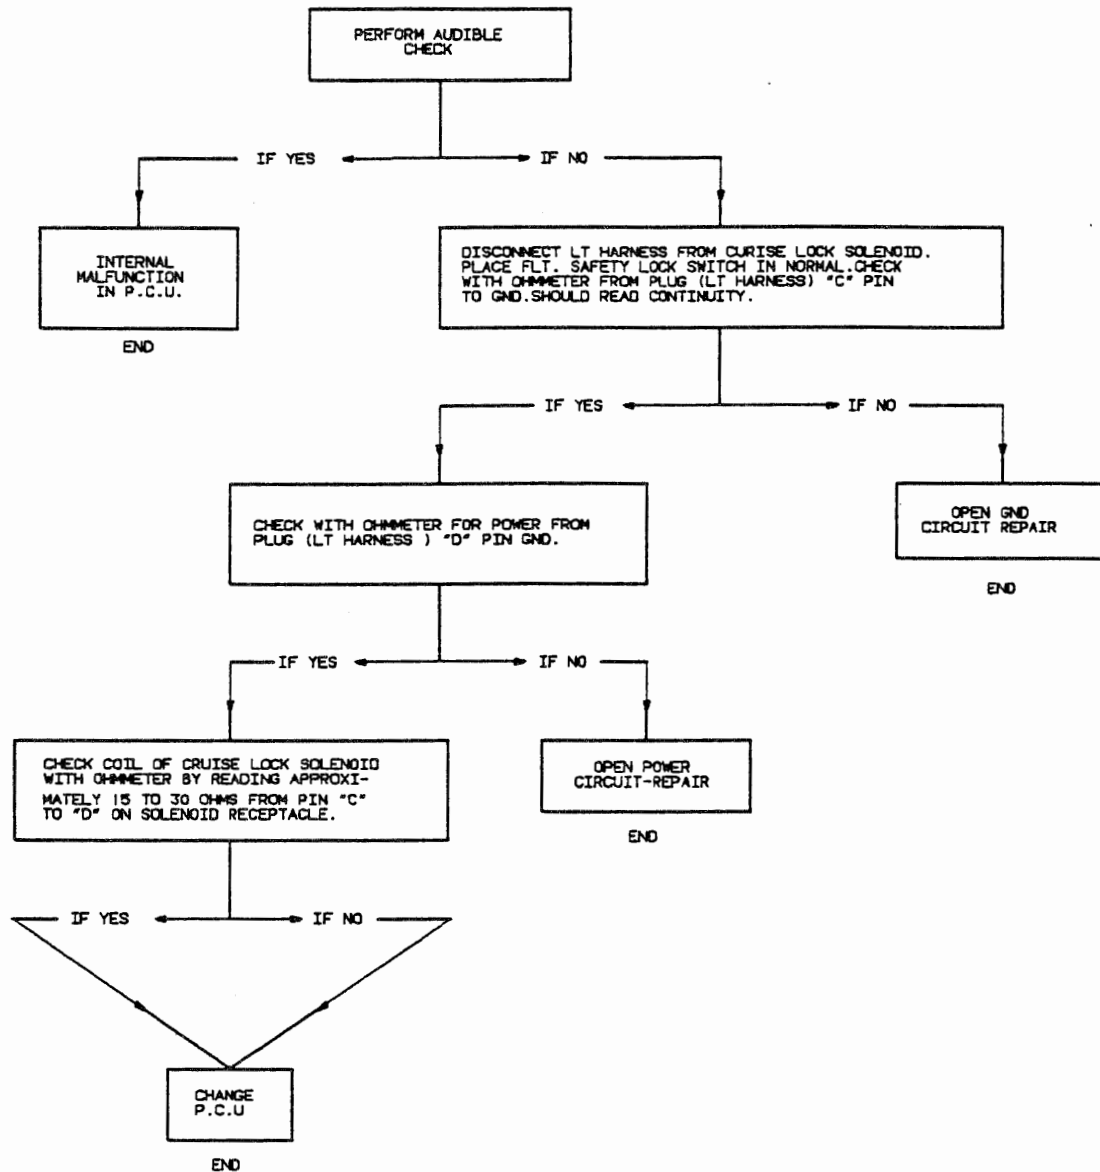 PERFORM AUDIBLE
CHECK
IF YES
IF NO
INTERNAL
MALFUNCTION
IN P.C.U.
END
DISCONNECT LT HARNESS FROM CURISE LOCK SOLENOID.
PLACE FLT. SAFETY LOCK SWITCH IN NORMAL.CHECK
WITH OHMMETER FROM PLUG (LT HARNESS) "C" PIN
TO GND.SHOULD READ CONTINUITY.
IF YES
IF NO
CHECK WITH OHMMETER FOR POWER FROM
PLUG (LT HARNESS ) "D" PIN GND.
OPEN GND
CIRCUIT REPAIR
END
IF YES
IF NO
CHECK COIL OF CRUISE LOCK SOLENOID
WITH OHMMETER BY READING APPROXI-
MATELY 15 TO 30 OHMS FROM PIN "C"
TO "D" ON SOLENOID RECEPTACLE.
OPEN POWER
CIRCUIT-REPAIR
END
IF YES
IF NO
CHANGE
P.C.U
END